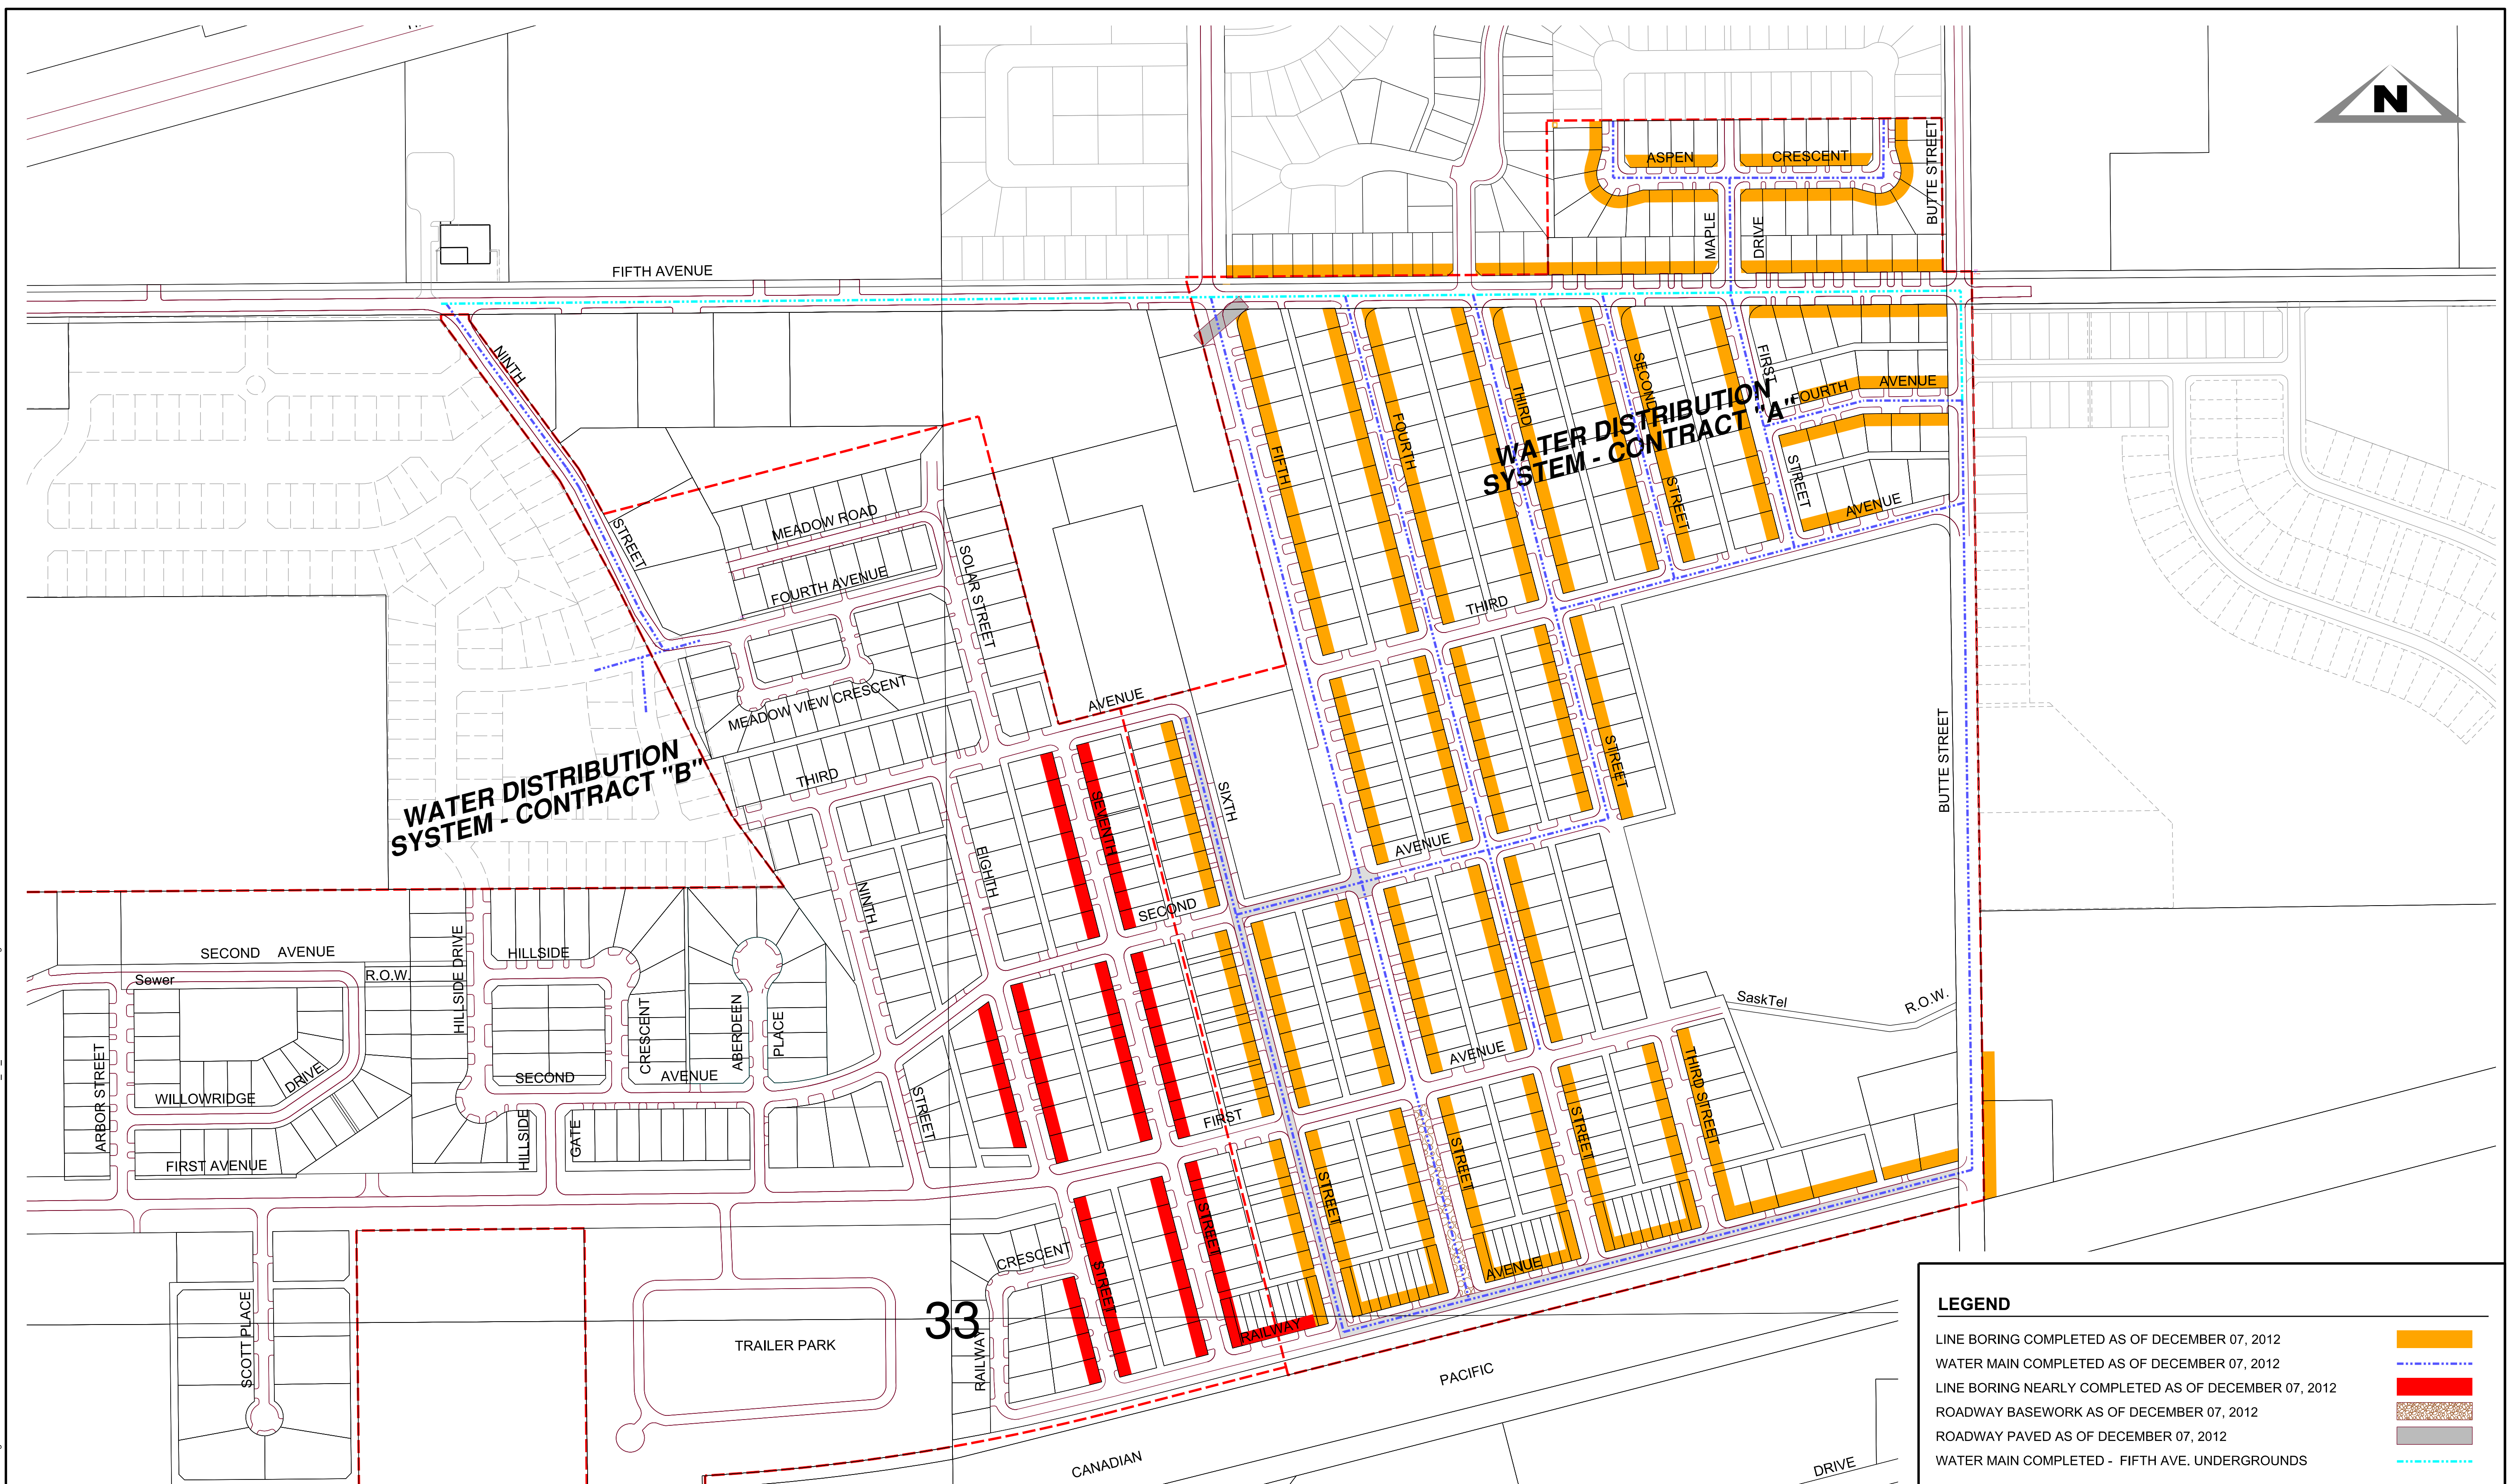 N
ASPEN
CRESCENT
BUTTE STREET
MAPLE
DRIVE
FIFTH AVENUE
NINTH
STREET
WATER DISTRIBUTION
SYSTEM - CONTRACT "A"
FIRST
SECOND
THIRD
FOURTH
FIFTH
FOURTH
AVENUE
STREET
STREET
AVENUE
MEADOW ROAD
FOURTH AVENUE
SOLAR STREET
THIRD
MEADOW VIEW CRESCENT
AVENUE
WATER DISTRIBUTION
SYSTEM - CONTRACT "B"
THIRD
STREET
BUTTE STREET
SEVENTH
SIXTH
EIGHTH
NINTH
AVENUE
SECOND
SECOND AVENUE
Sewer
R.O.W.
HILLSIDE DRIVE
HILLSIDE
CRESCENT
ABERDEEN
PLACE
SaskTel
R.O.W.
ARBOR STREET
WILLOWRIDGE
DRIVE
SECOND
AVENUE
STREET
AVENUE
THIRD STREET
FIRST
FIRST AVENUE
HILLSIDE
GATE
STREET
STREET
STREET
STREET
STREET
CRESCENT
AVENUE
RAILWAY
33
RAILWAY
SCOTT PLACE
TRAILER PARK
PACIFIC
CANADIAN
DRIVE
LEGEND
LINE BORING COMPLETED AS OF DECEMBER 07, 2012
WATER MAIN COMPLETED AS OF DECEMBER 07, 2012
LINE BORING NEARLY COMPLETED AS OF DECEMBER 07, 2012
ROADWAY BASEWORK AS OF DECEMBER 07, 2012
ROADWAY PAVED AS OF DECEMBER 07, 2012
WATER MAIN COMPLETED - FIFTH AVE. UNDERGROUNDS